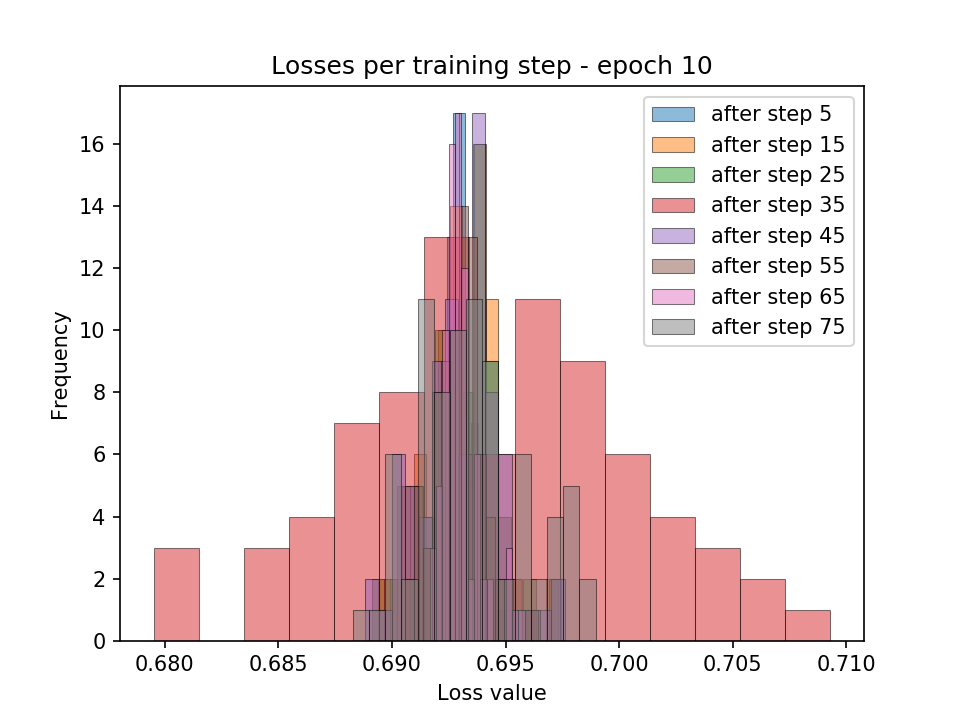 Losses per training step - epoch 10
Frequency
16
14
12
10
8
6
4
2
0
after step 5
after step 15
after step 25
after step 35
after step 45
after step 55
after step 65
after step 75
0.680 0.685 0.690 0.695 0.700 0.705 0.710
Loss value